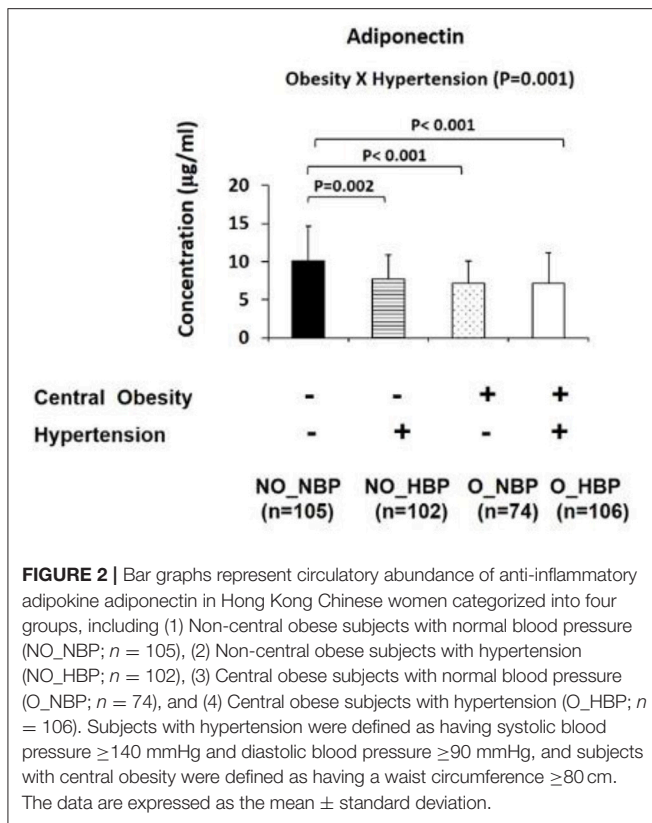 Adiponectin
Obesity X Hypertension (P=0.001)
P< 0.001
P< 0.001
P=0.002
Concentration (µg/ml)
20
15
10
5
0
Central Obesity - - + +
Hypertension - + - +
NO_NBP NO_HBP O_NBP O_HBP
(n=105) (n=102) (n=74) (n=106)
FIGURE 2 | Bar graphs represent circulatory abundance of anti-inflammatory
adipokine adiponectin in Hong Kong Chinese women categorized into four
groups, including (1) Non-central obese subjects with normal blood pressure
(NO_NBP; n = 105), (2) Non-central obese subjects with hypertension
(NO_HBP; n = 102), (3) Central obese subjects with normal blood pressure
(O_NBP; n = 74), and (4) Central obese subjects with hypertension (O_HBP; n
= 106). Subjects with hypertension were defined as having systolic blood
pressure ≥140 mmHg and diastolic blood pressure ≥90 mmHg, and subjects
with central obesity were defined as having a waist circumference ≥80 cm.
The data are expressed as the mean ± standard deviation.